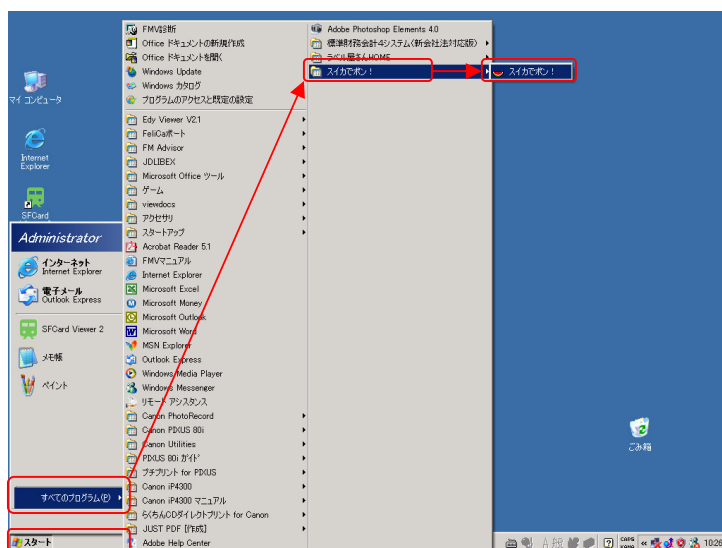 マイ コンピュータ
Internet
Explorer
SFCard
Administrator
インターネット
Internet Explorer
電子メール
Outlook Express
SFCard Viewer 2
メモ帳
ペイント
すべてのプログラム(P)
スタート
FMV診断
Office ドキュメントの新規作成
Office ドキュメントを開く
Windows Update
Windows カタログ
プログラムのアクセスと既定の設定
Edy Viewer V2.1
FeliCaポート
FM Advisor
JDLIBEX
Microsoft Office ツール
ゲーム
viewdocs
アクセサリ
スタートアップ
Acrobat Reader 5.1
FMVマニュアル
Internet Explorer
Microsoft Excel
Microsoft Money
Microsoft Outlook
Microsoft Word
MSN Explorer
Outlook Express
Windows Media Player
Windows Messenger
リモート アシスタンス
Canon PhotoRecord
Canon PIXUS 80i
Canon Utilities
PIXUS 80i ガイド
プチプリント for PIXUS
Canon iP4300
Canon iP4300 マニュアル
らくちんCDダイレクトプリント for Canon
JUST PDF [作成]
Adobe Help Center
Adobe Photoshop Elements 4.0
標準財務会計4システム(新会社法対応版)
ラベル屋さんHOME
スイカでポン!
スイカでポン!
ごみ箱
A 般
CAPS
KANA
10:26